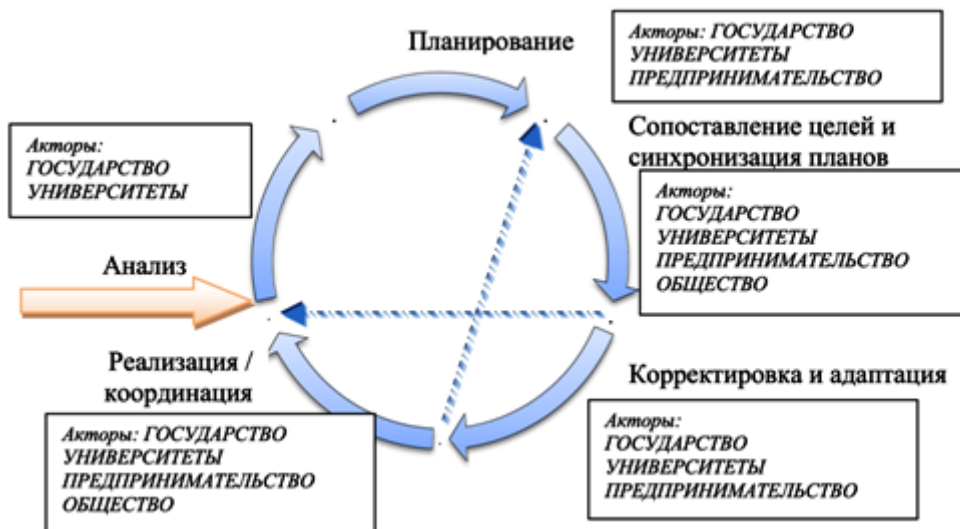 Планирование
Акторы: ГОСУДАРСТВО
УНИВЕРСИТЕТЫ
ПРЕДПРИНИМАТЕЛЬСТВО
Сопоставление целей и
синхронизация планов
Акторы:
ГОСУДАРСТВО
УНИВЕРСИТЕТЫ
ПРЕДПРИНИМАТЕЛЬСТВО
ОБЩЕСТВО
Корректировка и адаптация
Акторы:
ГОСУДАРСТВО
УНИВЕРСИТЕТЫ
ПРЕДПРИНИМАТЕЛЬСТВО
Реализация /
координация
Акторы: ГОСУДАРСТВО
УНИВЕРСИТЕТЫ
ПРЕДПРИНИМАТЕЛЬСТВО
ОБЩЕСТВО
Анализ
Акторы:
ГОСУДАРСТВО
УНИВЕРСИТЕТЫ